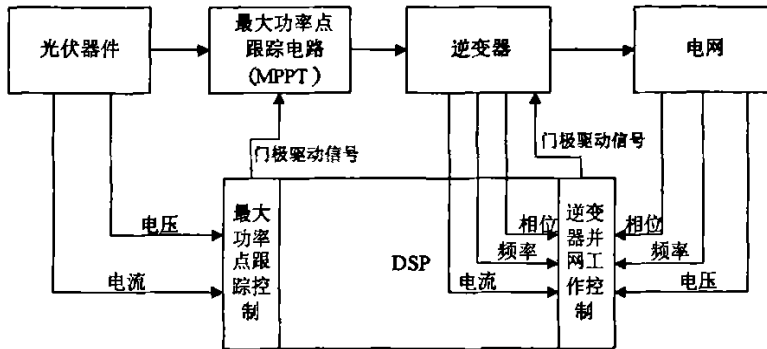 光伏器件
最大功率点
跟踪电路
(MPPT)
逆变器
电网
门极驱动信号
门极驱动信号
电压
电流
最大
功率
点跟
踪控
制
DSP
相位
频率
电流
逆变
器并
网工
作控
制
相位
频率
电压